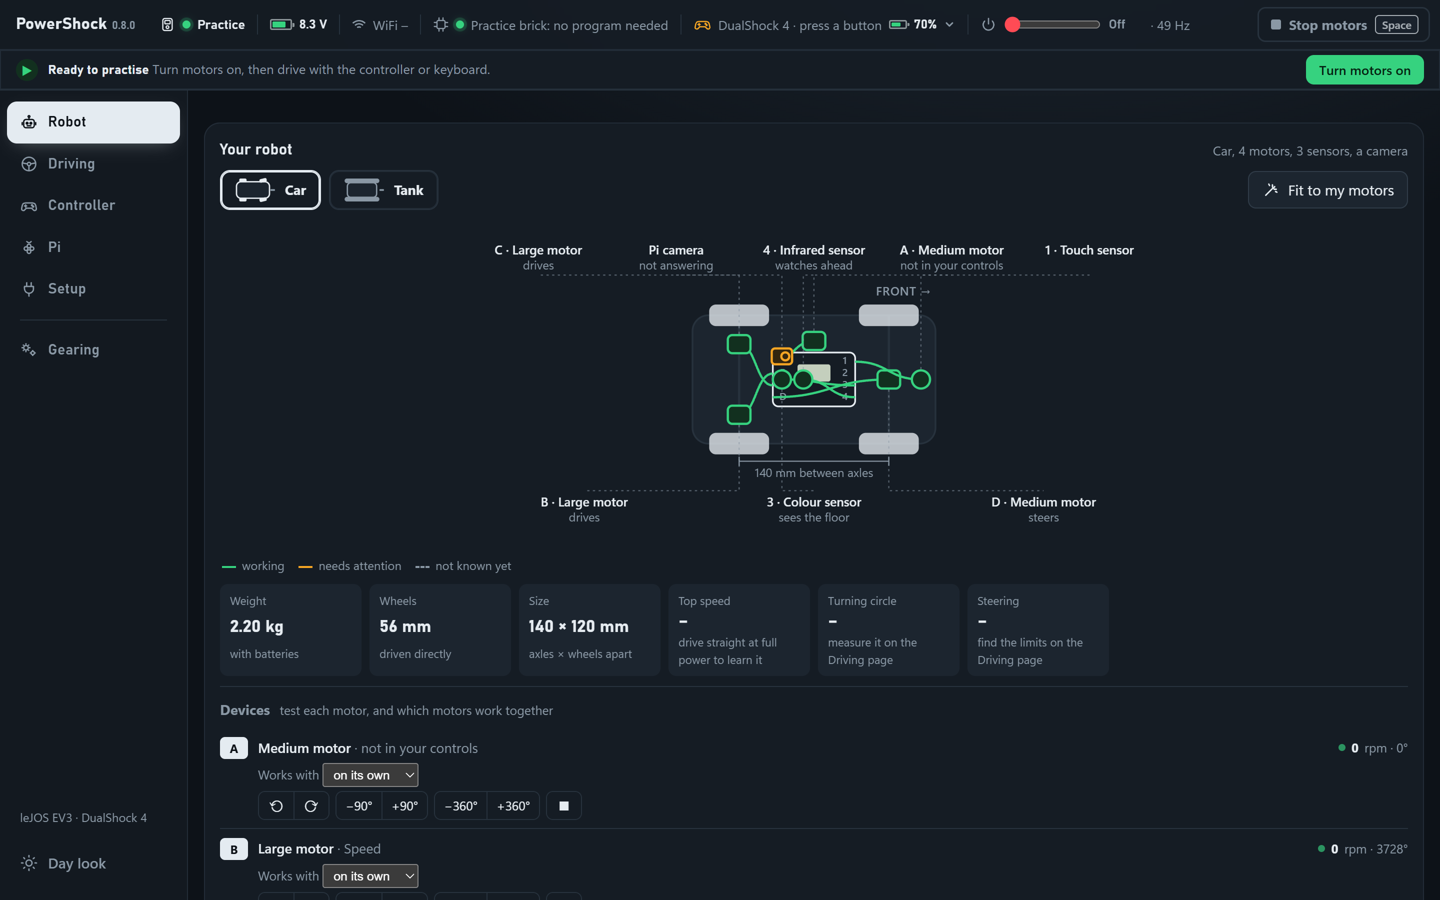 PowerShock 0.8.0
Practice
8.3 V
WiFi –
Practice brick: no program needed
DualShock 4 · press a button
70%
Off
· 49 Hz
Stop motors
Space
Ready to practise Turn motors on, then drive with the controller or keyboard.
Turn motors on
Robot
Driving
Controller
Pi
Setup
Gearing
leJOS EV3 · DualShock 4
Day look
Your robot
Car, 4 motors, 3 sensors, a camera
Car
Tank
Fit to my motors
C · Large motor
drives
Pi camera
not answering
4 · Infrared sensor
watches ahead
A · Medium motor
not in your controls
1 · Touch sensor
FRONT →
1
2
3
4
D
140 mm between axles
B · Large motor
drives
3 · Colour sensor
sees the floor
D · Medium motor
steers
working
needs attention
not known yet
Weight
2.20 kg
with batteries
Wheels
56 mm
driven directly
Size
140 × 120 mm
axles × wheels apart
Top speed
–
drive straight at full
power to learn it
Turning circle
–
measure it on the
Driving page
Steering
–
find the limits on the
Driving page
Devices test each motor, and which motors work together
A
Medium motor · not in your controls
0 rpm · 0°
Works with on its own
−90° +90° −360° +360°
B
Large motor · Speed
0 rpm · 3728°
Works with on its own